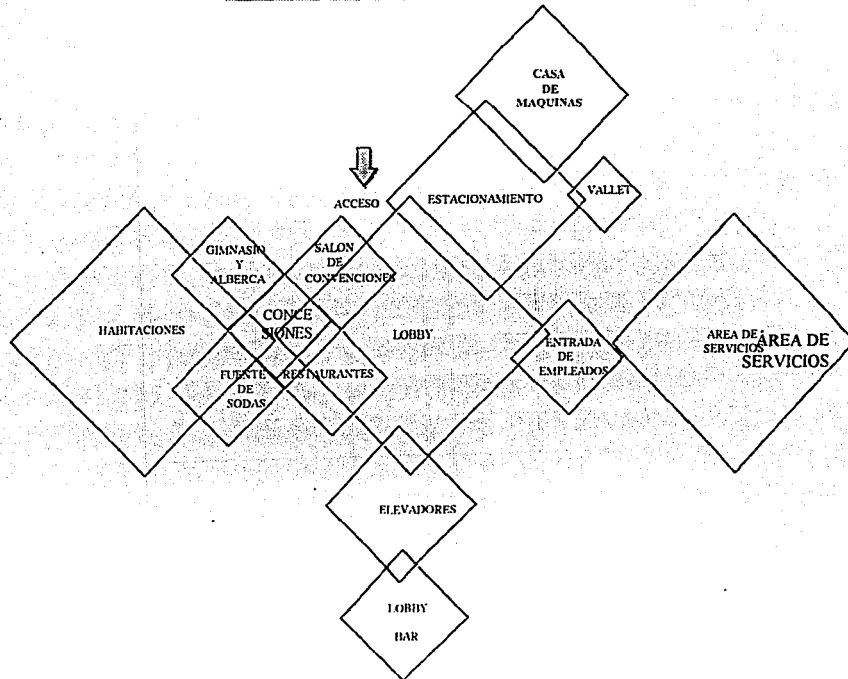 CASA
DE
MAQUINAS
VALLET
ESTACIONAMIENTO
ACCESO
GIMNASIO
Y
ALBERCA
SALON
DE
CONVENCIONES
HABITACIONES
CONCE
SIONES
LOBBY
ENTRADA
DE
EMPLEADOS
AREA DE
SERVICIOS
ÁREA DE
SERVICIOS
FUENTE
DE
SODAS
RESTAURANTES
ELEVADORES
LOBBY
BAR